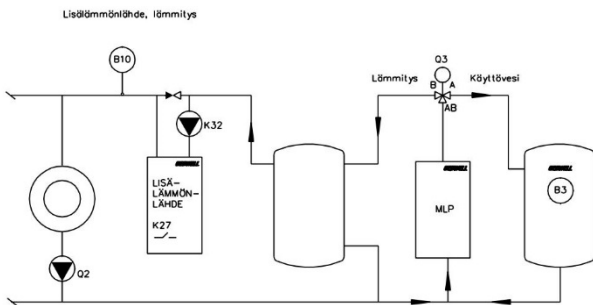 Lisälämmönlähde, lämmitys
B10
Q3
Lämmitys
B
A
Käyttövesi
AB
K32
LISÄ-
LÄMMÖN-
LÄHDE
K27
MLP
B3
Q2